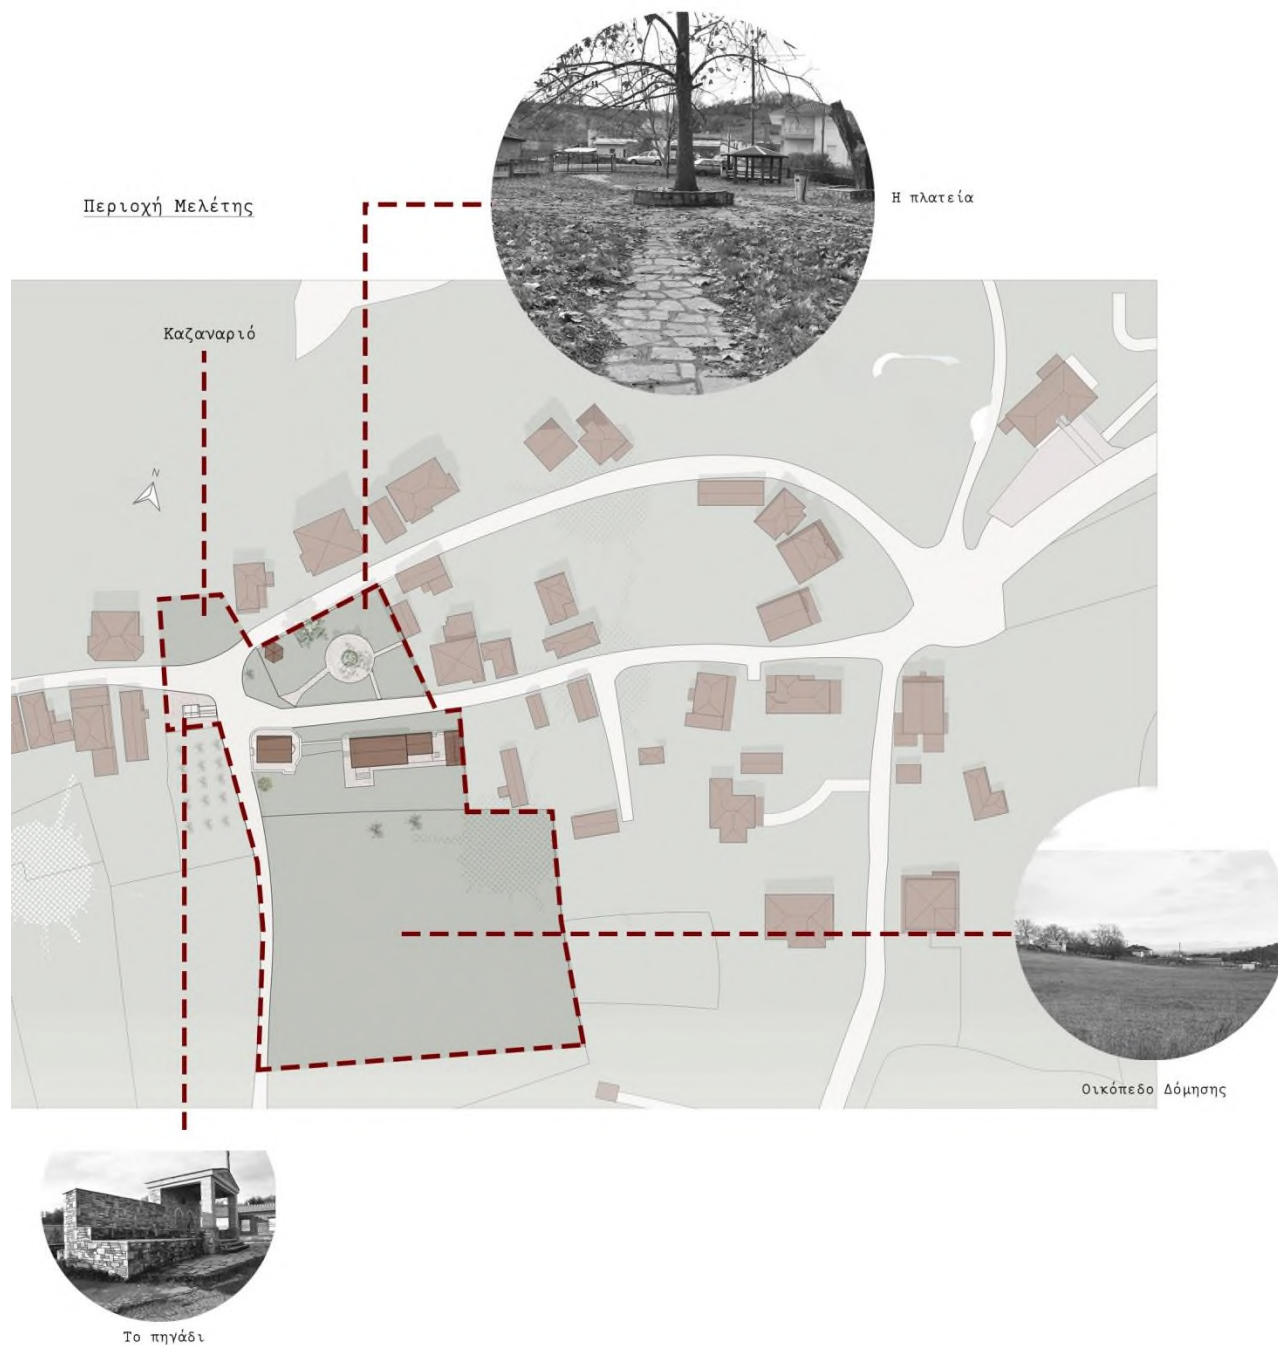 Περιοχή Μελέτης
Η πλατεία
Καζαναριό
N
Οικόπεδο Δόμησης
Το πηγάδι